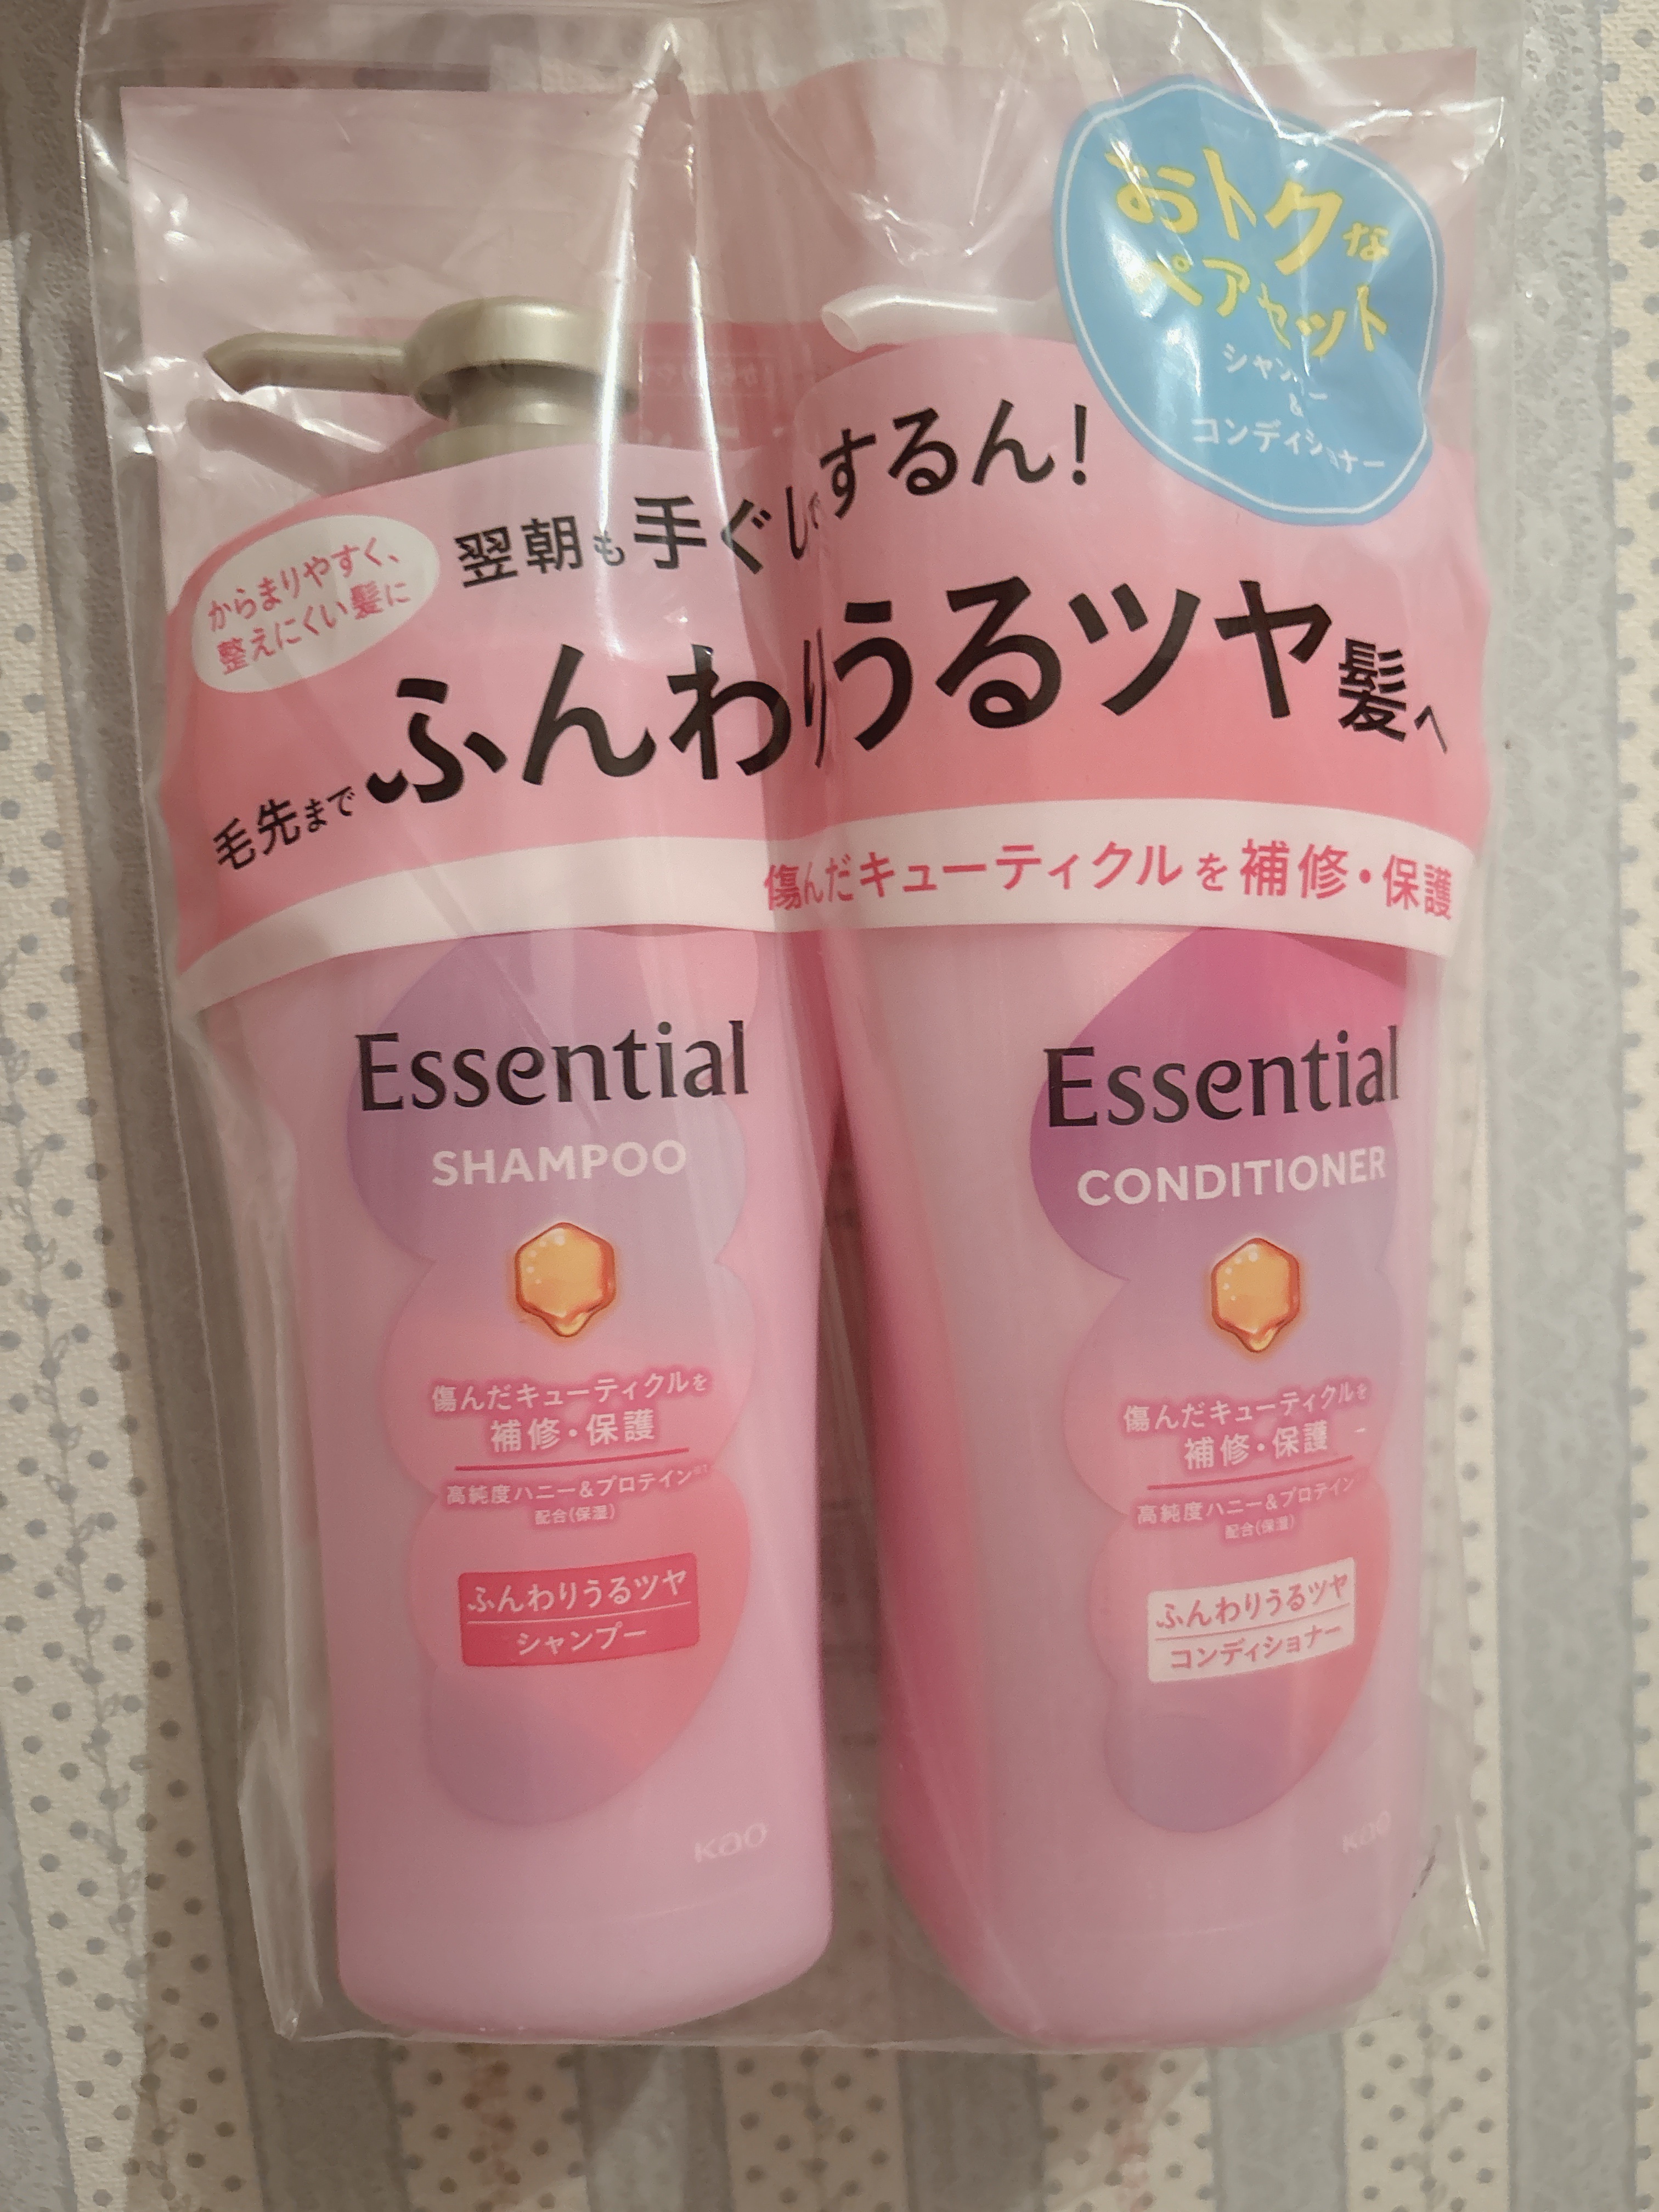 おトクな
ペアセット
シャンプー
&
コンディショナー
翌朝も手ぐしするん!
からまりやすく、
整えにくい髪に
毛先までふんわりうるツヤ髪へ
傷んだキューティクルを補修・保護
Essential
SHAMPOO
傷んだキューティクルを
補修・保護
高純度ハニー&プロテイン
配合(保湿)
ふんわりうるツヤ
シャンプー
Kao
Essential
CONDITIONER
傷んだキューティクルを
補修・保護
高純度ハニー&プロテイン
配合(保湿)
ふんわりうるツヤ
コンディショナー
Kao